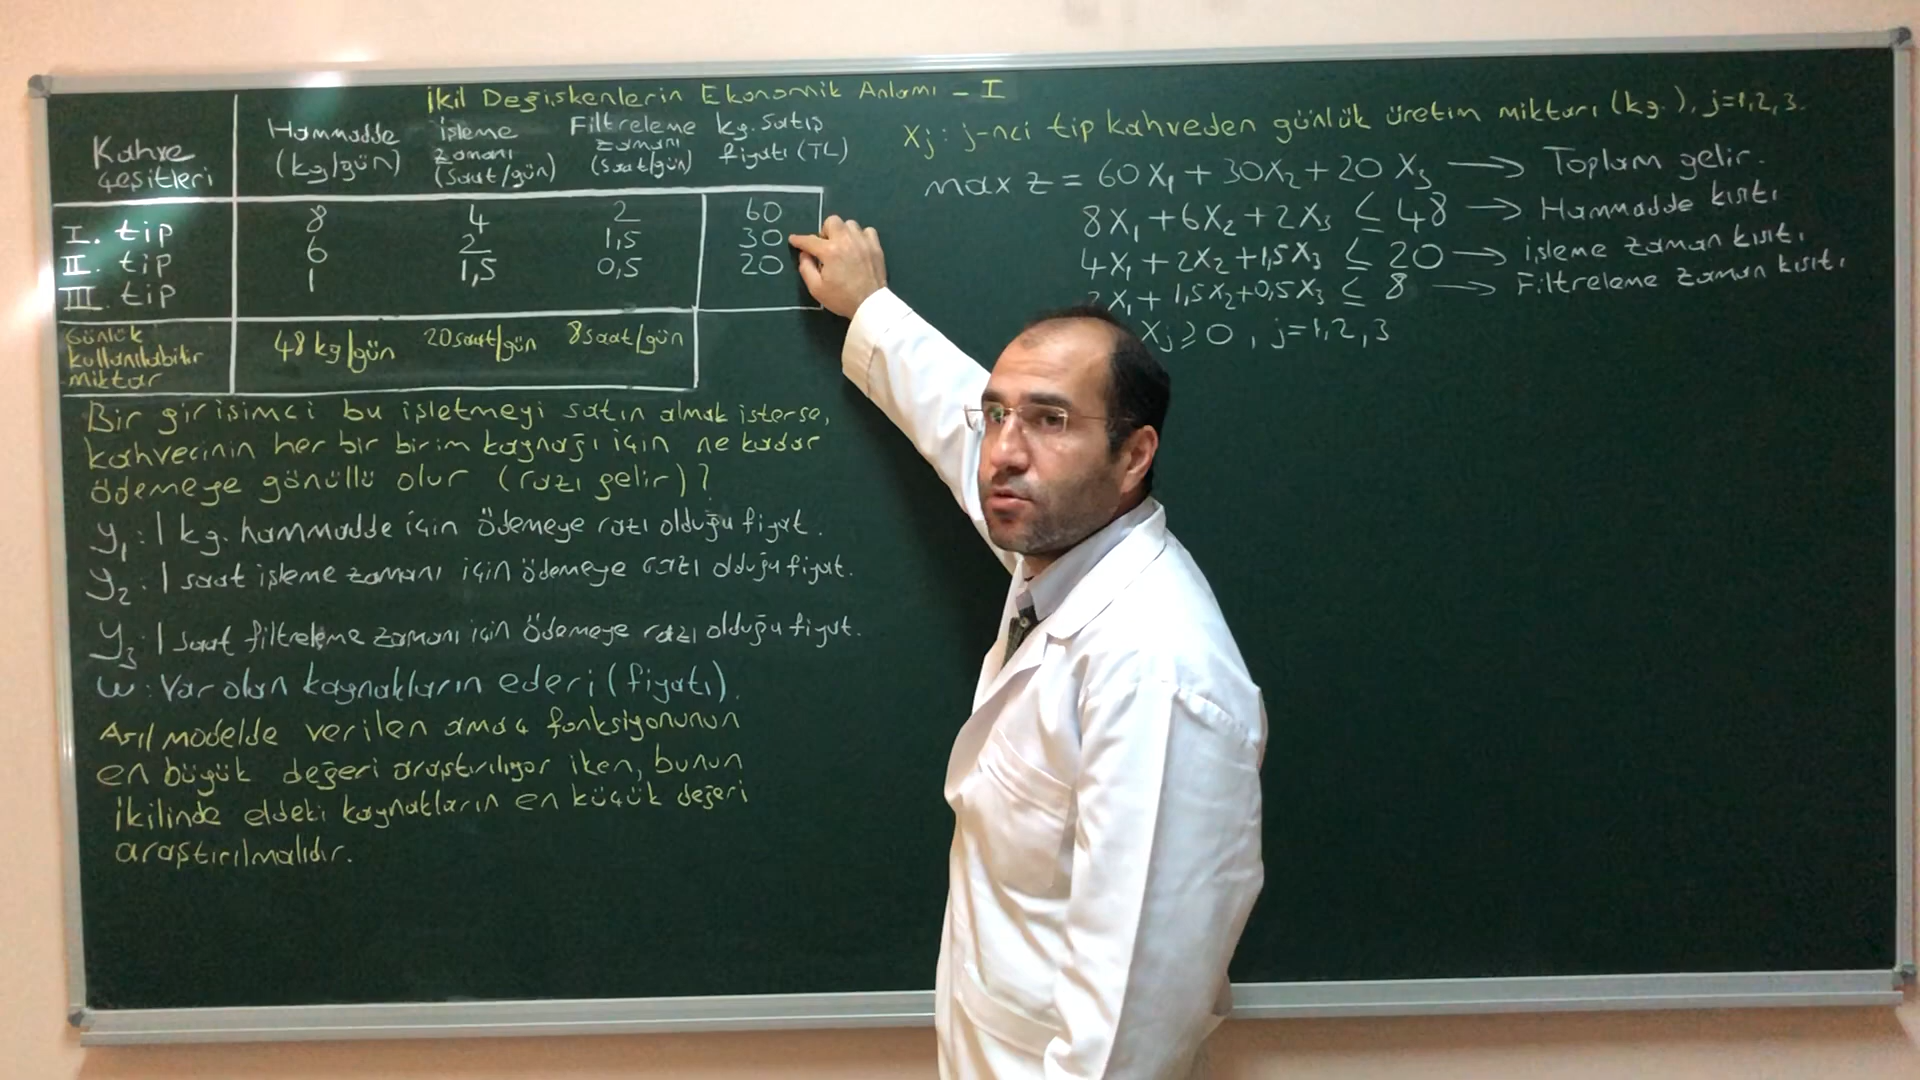 İkil Değişkenlerin Ekonomik Anlamı - I
Kahve çeşitleri
Hammadde (kg/gün)
işleme zamanı (Saat/gün)
Filtreleme zamanı (Saat/gün)
kg. satış fiyatı (TL)
I. tip 8 4 2 60
II. tip 6 2 1,5 30
III. tip 1 1,5 0,5 20
Günlük kullanılabilir miktar 48 kg/gün 20 saat/gün 8 saat/gün
Bir girişimci bu işletmeyi satın almak isterse,
kahvecinin her bir birim kaynağı için ne kadar
ödemeye gönüllü olur (razı gelir)?
y₁: 1 kg. hammadde için ödemeye razı olduğu fiyat.
y₂: 1 saat işleme zamanı için ödemeye razı olduğu fiyat.
y₃: 1 saat filtreleme zamanı için ödemeye razı olduğu fiyat.
w: Var olan kaynakların ederi (fiyatı).
Asıl modelde verilen amaç fonksiyonunun
en büyük değeri araştırılıyor iken, bunun
ikilinde eldeki kaynakların en küçük değeri
araştırılmalıdır.
Xj: j-nci tip kahveden günlük üretim miktarı (kg.), j=1,2,3.
max z = 60X₁ + 30X₂ + 20X₃ → Toplam gelir.
8X₁ + 6X₂ + 2X₃ ≤ 48 → Hammadde kısıtı
4X₁ + 2X₂ + 1,5X₃ ≤ 20 → işleme zaman kısıtı
2X₁ + 1,5X₂ + 0,5X₃ ≤ 8 → Filtreleme zaman kısıtı
Xj ≥ 0, j=1,2,3